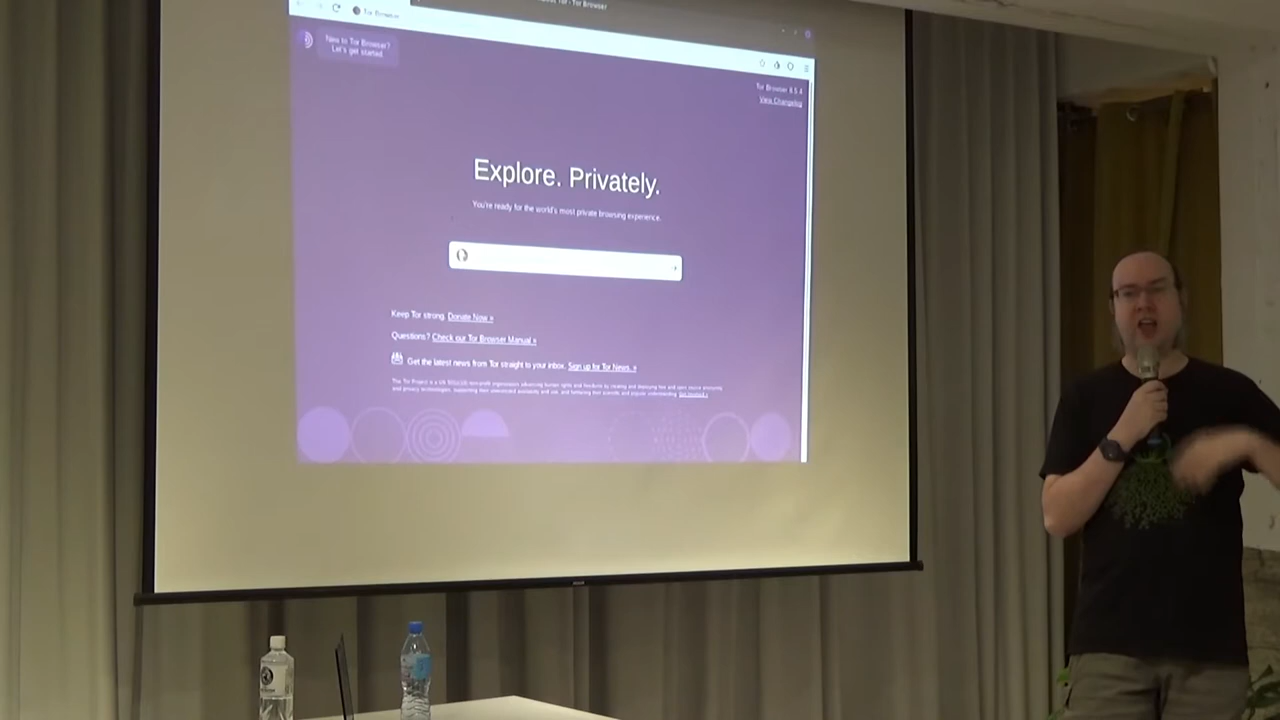 Tor Browser
New to Tor Browser?
Let's get started.
Tor Browser 8.5.4
View Changelog
Explore. Privately.
You're ready for the world's most private browsing experience.
Keep Tor strong. Donate Now »
Questions? Check our Tor Browser Manual »
Get the latest news from Tor straight to your inbox. Sign up for Tor News. »